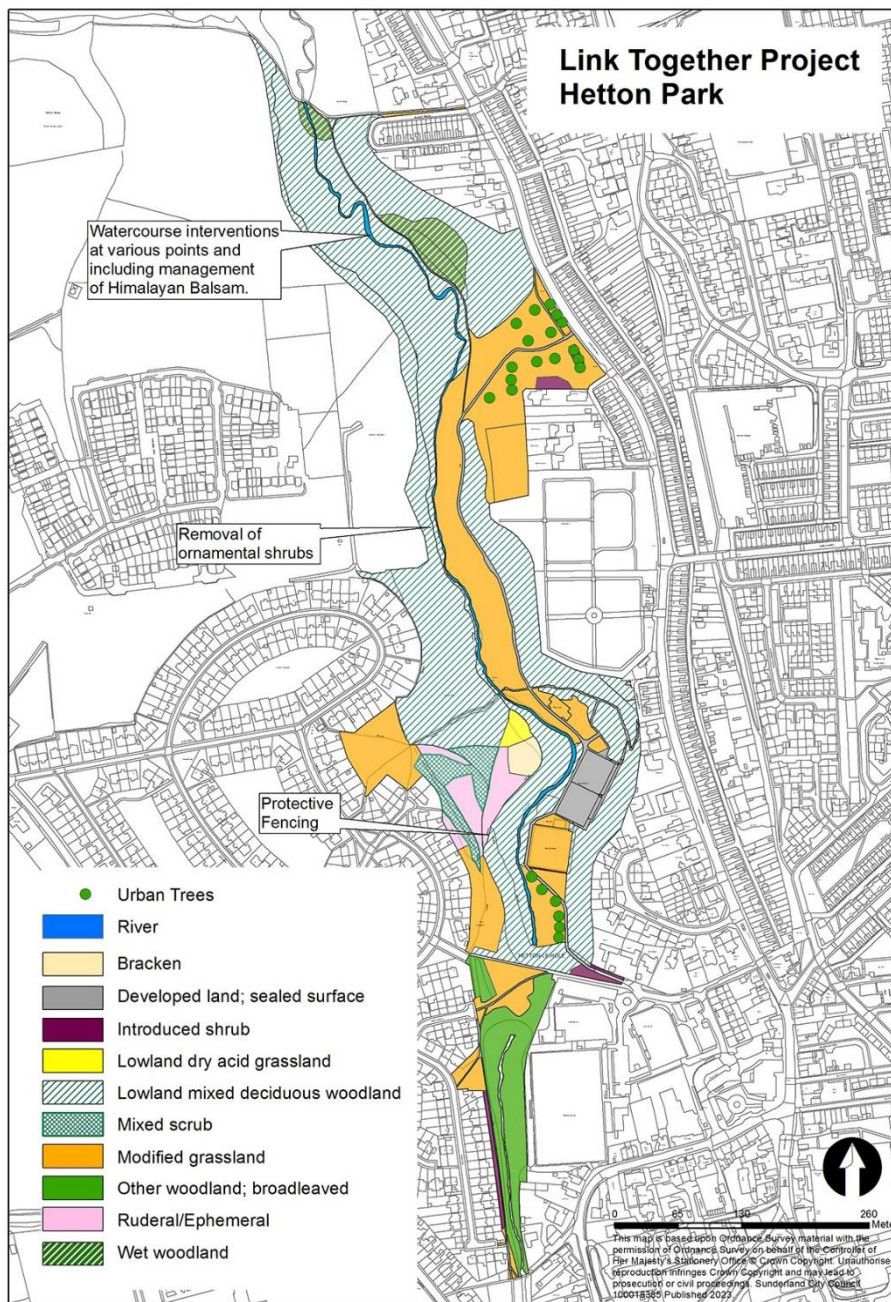 Link Together Project
Hetton Park
Watercourse interventions
at various points and
including management
of Himalayan Balsam.
Removal of
ornamental shrubs
Protective
Fencing
HETTON-LE-HOLE
Urban Trees
River
Bracken
Developed land; sealed surface
Introduced shrub
Lowland dry acid grassland
Lowland mixed deciduous woodland
Mixed scrub
Modified grassland
Other woodland; broadleaved
Ruderal/Ephemeral
Wet woodland
0 65 130 260
Mete
This map is based upon Ordnance Survey material with the
permission of Ordnance Survey on behalf of the Controller of
Her Majesty's Stationery Office © Crown Copyright. Unauthorise
reproduction infringes Crown Copyright and may lead to
prosecution or civil proceedings. Sunderland City Council
100018385 Published 2023